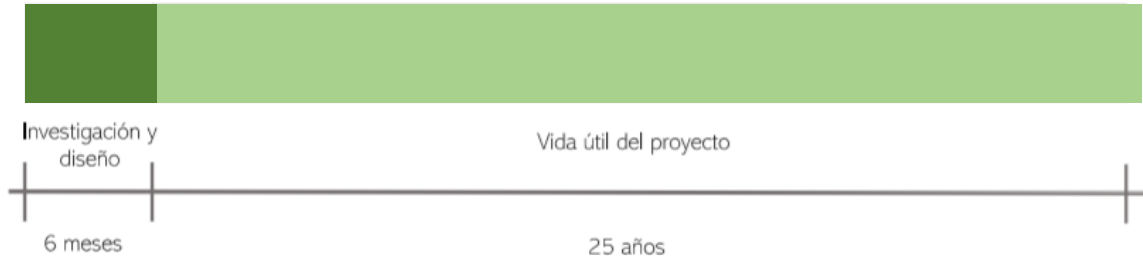 Investigación y
diseño
Vida útil del proyecto
6 meses
25 años